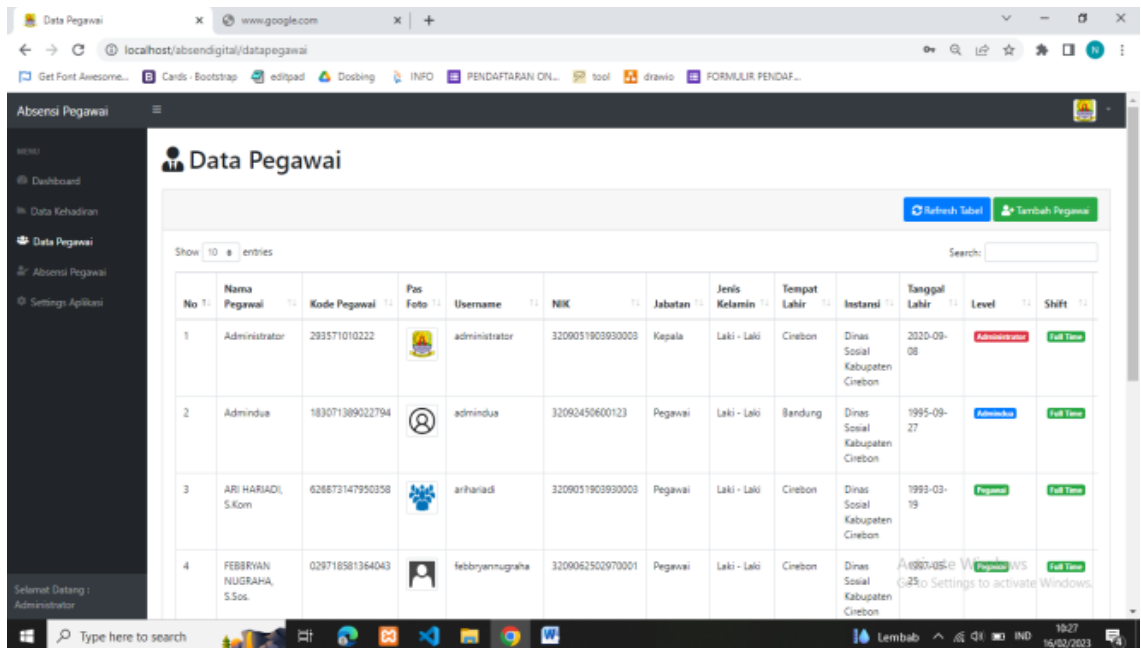 Data Pegawai
www.google.com
localhost/absendigital/datapegawai
Get Font Awesome... Cards · Bootstrap editpad Dosbing INFO PENDAFTARAN ON... tool drawio FORMULIR PENDAF...
Absensi Pegawai
MENU
Dashboard
Data Kehadiran
Data Pegawai
Absensi Pegawai
Settings Aplikasi
Selamat Datang :
Administrator
Data Pegawai
Refresh Tabel Tambah Pegawai
Show 10 entries Search:
No Nama Pegawai Kode Pegawai Pas Foto Username NIK Jabatan Jenis Kelamin Tempat Lahir Instansi Tanggal Lahir Level Shift
1 Administrator 293571010222 administrator 3209051903930003 Kepala Laki - Laki Cirebon Dinas Sosial Kabupaten Cirebon 2020-09-08 Administrator Full Time
2 Admindua 183071389022794 admindua 32092450600123 Pegawai Laki - Laki Bandung Dinas Sosial Kabupaten Cirebon 1995-09-27 Admindua Full Time
3 ARI HARIADI, S.Kom 626873147950358 arihariadi 3209051903930003 Pegawai Laki - Laki Cirebon Dinas Sosial Kabupaten Cirebon 1993-03-19 Pegawai Full Time
4 FEBBRYAN NUGRAHA, S.Sos. 029718581364043 febbryannugraha 3209062502970001 Pegawai Laki - Laki Cirebon Dinas Sosial Kabupaten Cirebon 1997-05-25 Pegawai Full Time
Activate Windows
Go to Settings to activate Windows.
Type here to search
Lembab IND 10:27
16/02/2023
N
4